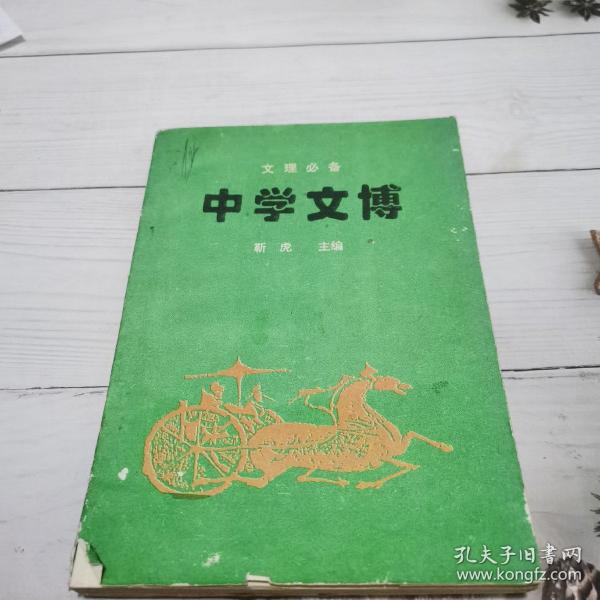 文理必备
中学文博
靳虎 主编
孔夫子旧书网
www.kongfz.com